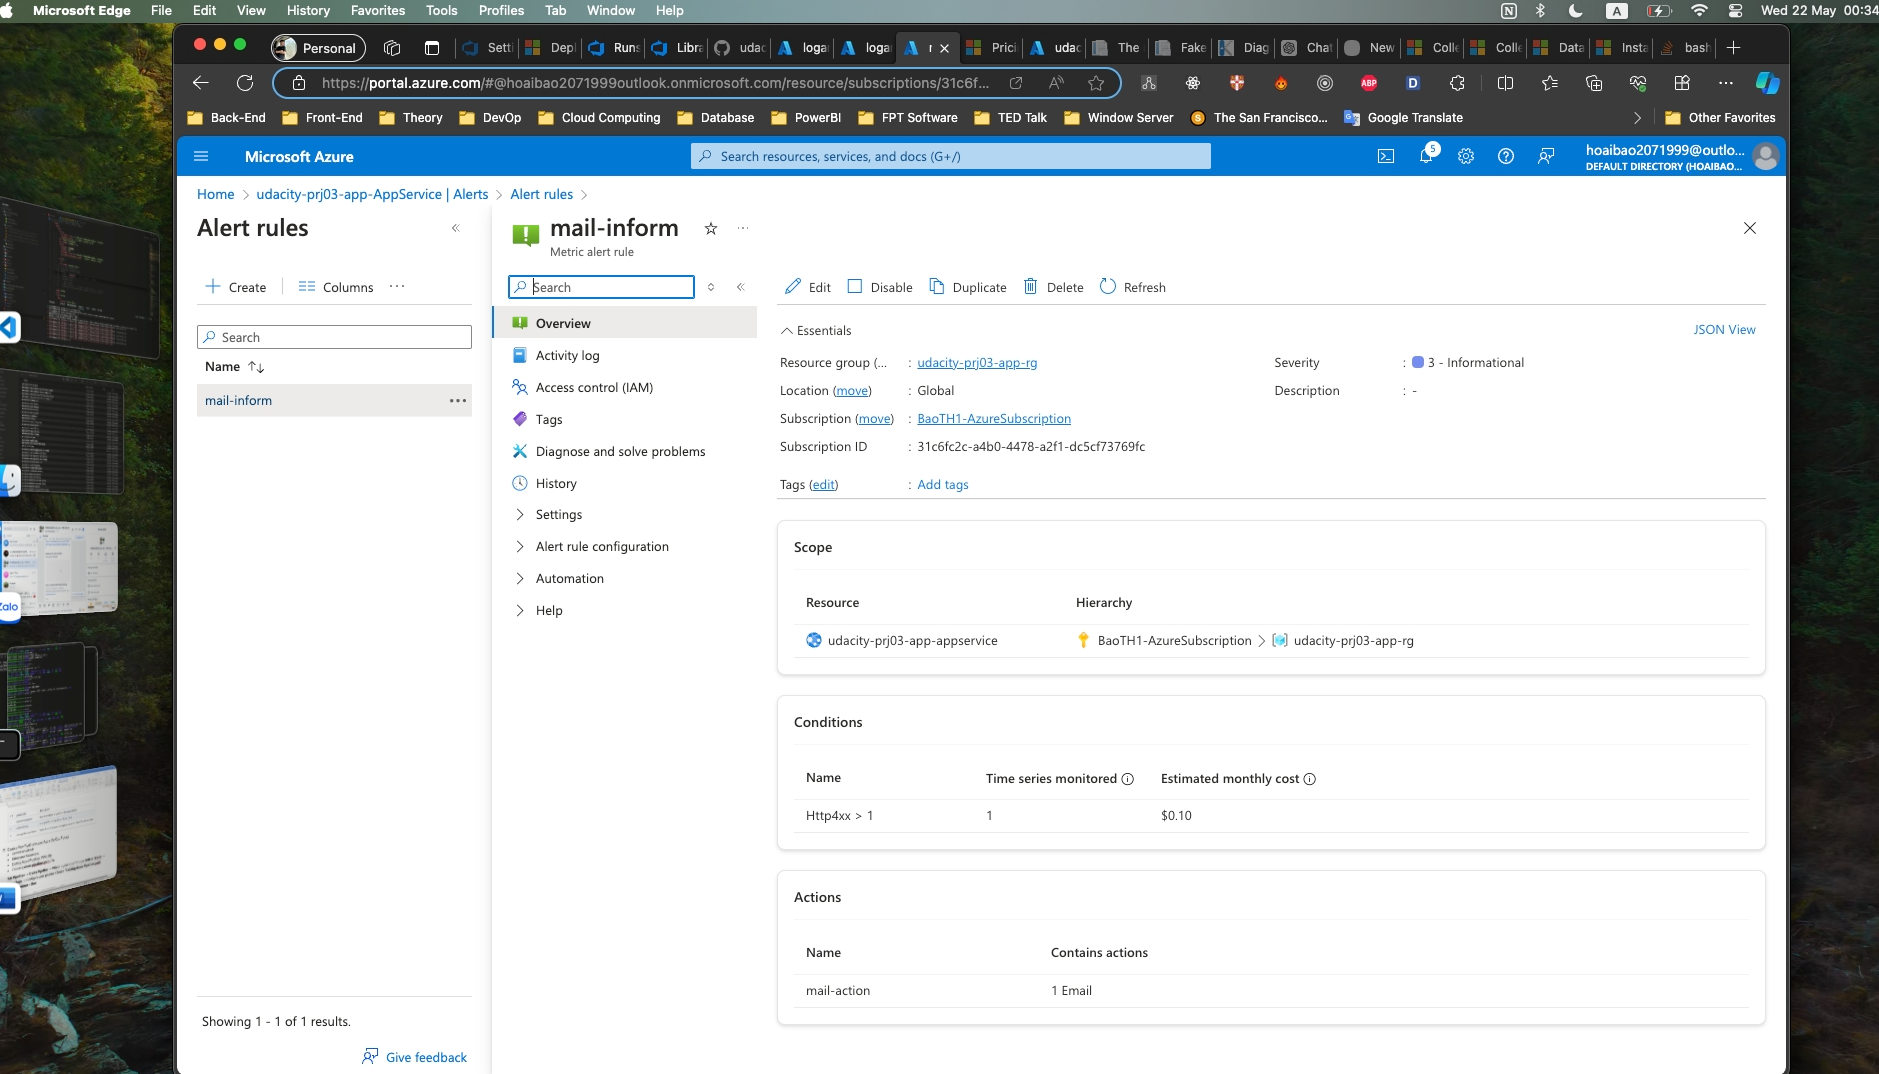 Microsoft Edge File Edit View History Favorites Tools Profiles Tab Window Help A Wed 22 May 00:34
Personal Setti Depl Runs Libra udac logar logar r Pricin udac The Fake Diag Chat New Colle Colle Data Insta bash
https://portal.azure.com/#@hoaibao2071999outlook.onmicrosoft.com/resource/subscriptions/31c6f... ABP D
Back-End Front-End Theory DevOp Cloud Computing Database PowerBI FPT Software TED Talk Window Server The San Francisco... Google Translate Other Favorites
Microsoft Azure Search resources, services, and docs (G+/) 5 hoaibao2071999@outlo...
DEFAULT DIRECTORY (HOAIBAO...
Home > udacity-prj03-app-AppService | Alerts > Alert rules >
Alert rules
Create Columns ...
Search
Name
mail-inform ...
Showing 1 - 1 of 1 results.
Give feedback
mail-inform ...
Metric alert rule
Search
Overview
Activity log
Access control (IAM)
Tags
Diagnose and solve problems
History
Settings
Alert rule configuration
Automation
Help
Edit Disable Duplicate Delete Refresh
Essentials JSON View
Resource group (... : udacity-prj03-app-rg
Location (move) : Global
Subscription (move) : BaoTH1-AzureSubscription
Subscription ID : 31c6fc2c-a4b0-4478-a2f1-dc5cf73769fc
Severity : 3 - Informational
Description : -
Tags (edit) : Add tags
Scope
Resource Hierarchy
udacity-prj03-app-appservice BaoTH1-AzureSubscription > udacity-prj03-app-rg
Conditions
Name Time series monitored Estimated monthly cost
Http4xx > 1 1 $0.10
Actions
Name Contains actions
mail-action 1 Email
Zalo